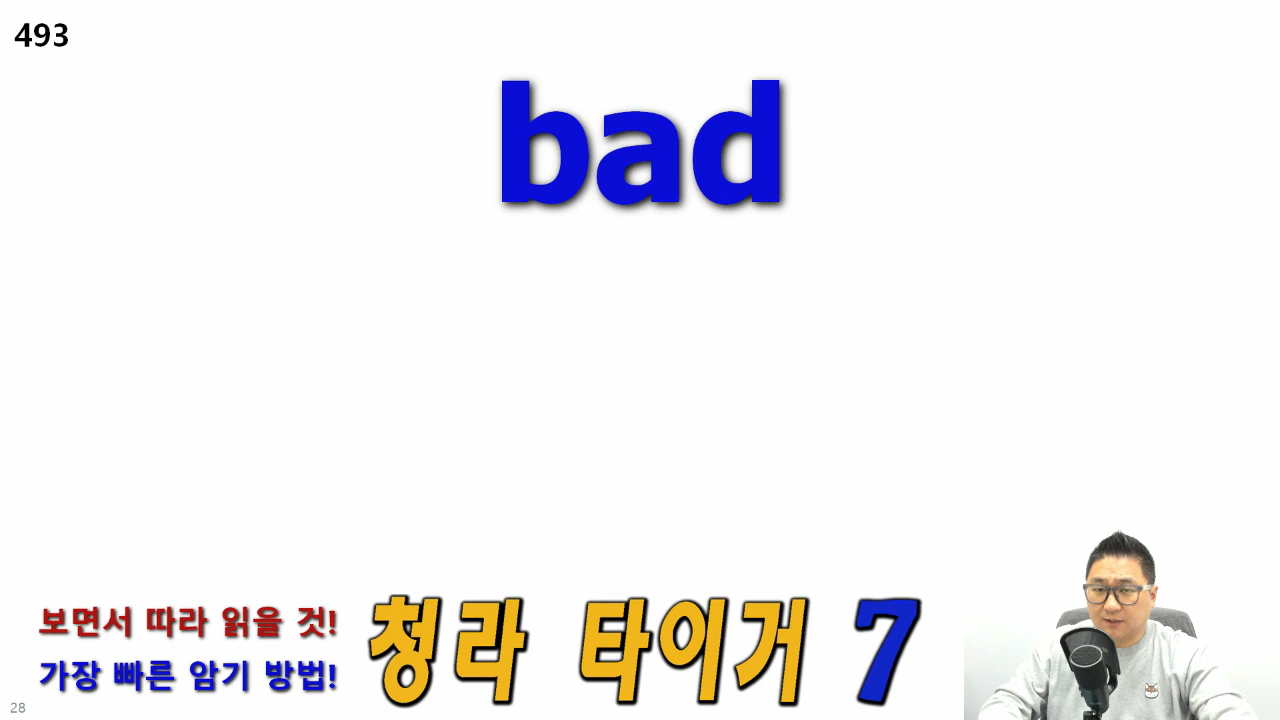 493
bad
보면서 따라 읽을 것!
가장 빠른 암기 방법!
청라 타이거 7
28